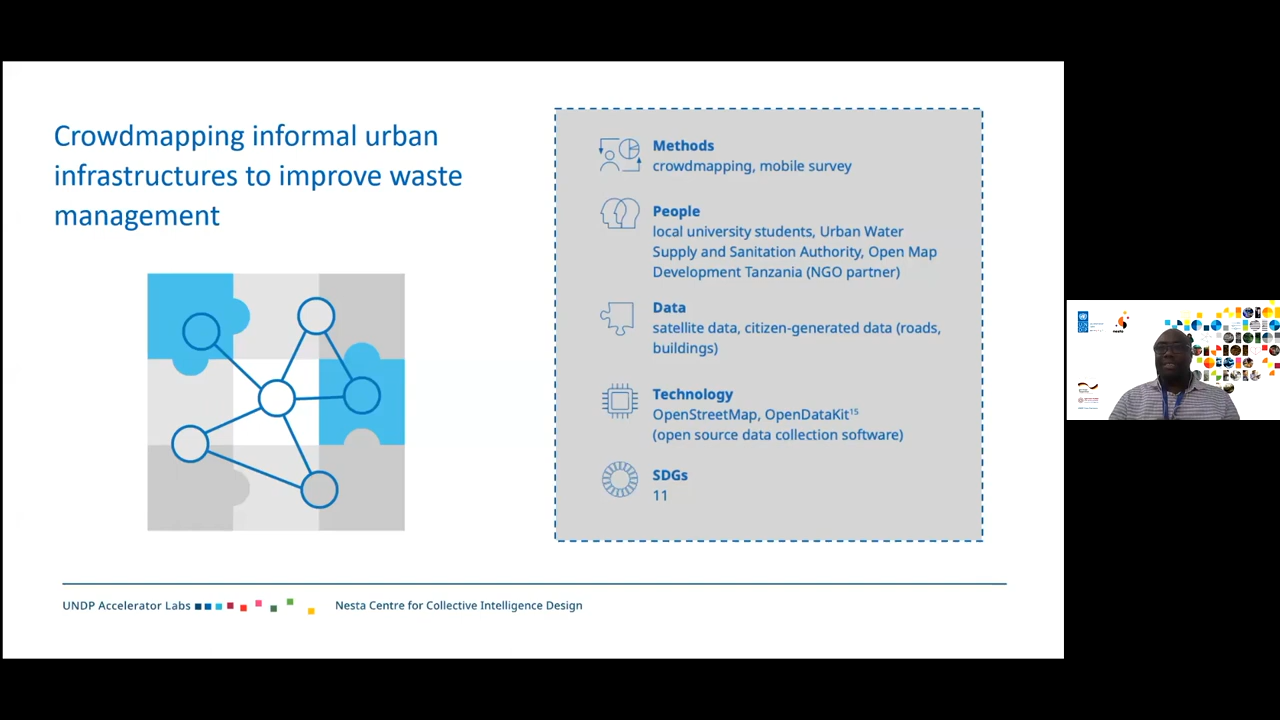 Crowdmapping informal urban
infrastructures to improve waste
management
Methods
crowdmapping, mobile survey
People
local university students, Urban Water
Supply and Sanitation Authority, Open Map
Development Tanzania (NGO partner)
Data
satellite data, citizen-generated data (roads,
buildings)
Technology
OpenStreetMap, OpenDataKit¹⁵
(open source data collection software)
SDGs
11
UNDP Accelerator Labs
Nesta Centre for Collective Intelligence Design
nesta